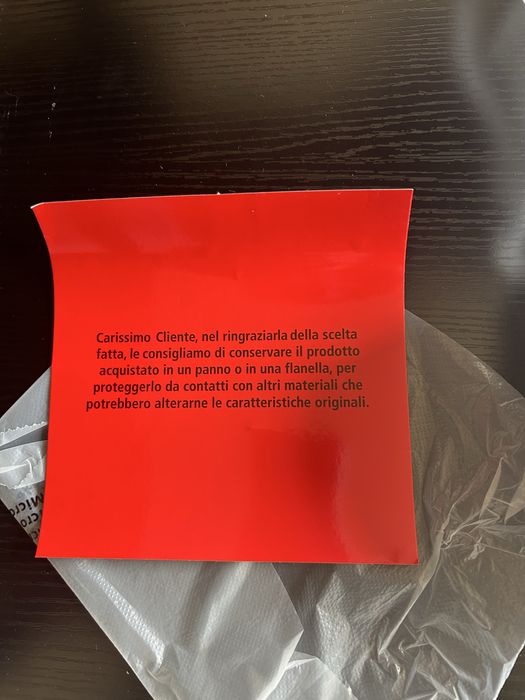 Carissimo Cliente, nel ringraziarla della scelta
fatta, le consigliamo di conservare il prodotto
acquistato in un panno o in una flanella, per
proteggerlo da contatti con altri materiali che
potrebbero alterarne le caratteristiche originali.